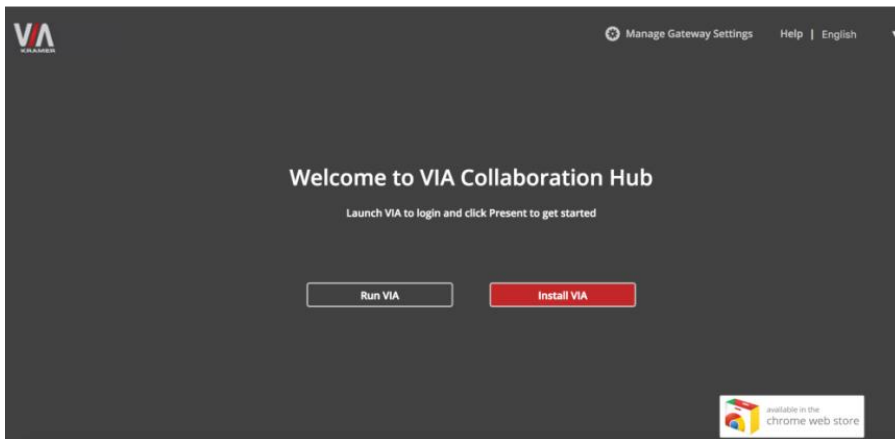 VIA
KRAMER
Manage Gateway Settings Help | English
Welcome to VIA Collaboration Hub
Launch VIA to login and click Present to get started
Run VIA Install VIA
available in the
chrome web store